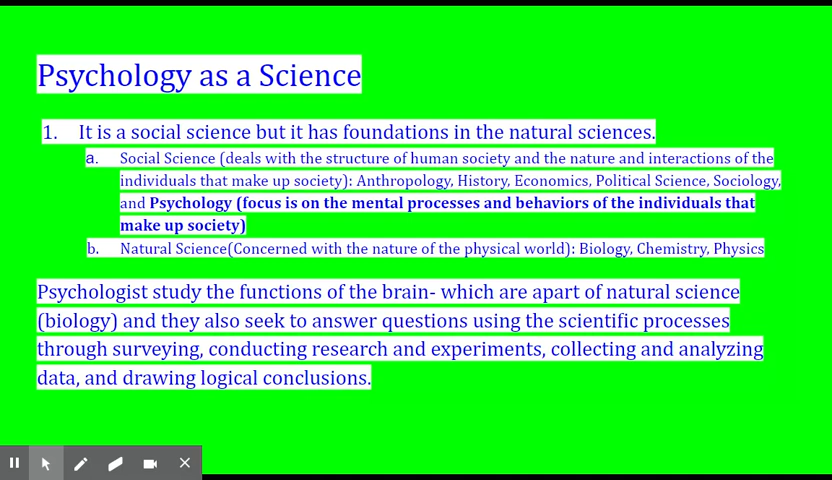 Psychology as a Science
1. It is a social science but it has foundations in the natural sciences.
a. Social Science (deals with the structure of human society and the nature and interactions of the
individuals that make up society): Anthropology, History, Economics, Political Science, Sociology,
and Psychology (focus is on the mental processes and behaviors of the individuals that
make up society)
b. Natural Science(Concerned with the nature of the physical world): Biology, Chemistry, Physics
Psychologist study the functions of the brain- which are apart of natural science
(biology) and they also seek to answer questions using the scientific processes
through surveying, conducting research and experiments, collecting and analyzing
data, and drawing logical conclusions.